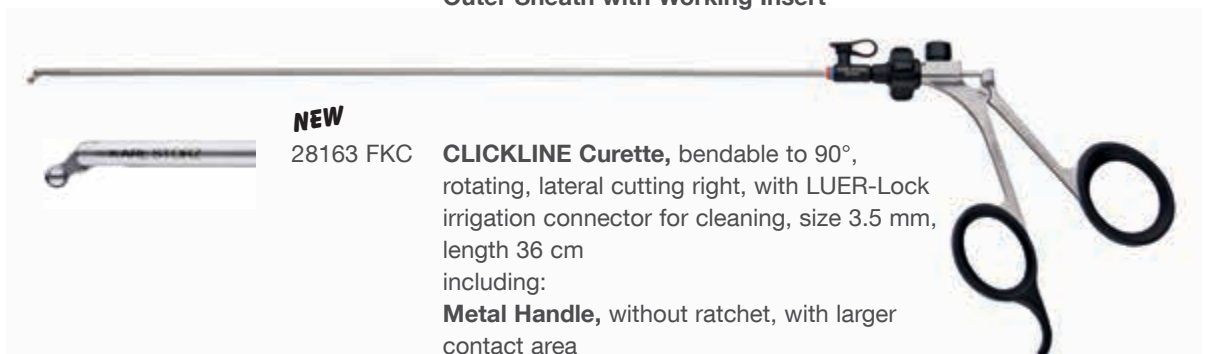 Outer Sheath with Working Insert
NEW
28163 FKC CLICKLINE Curette, bendable to 90°,
rotating, lateral cutting right, with LUER-Lock
irrigation connector for cleaning, size 3.5 mm,
length 36 cm
including:
Metal Handle, without ratchet, with larger
contact area
KARL STORZ